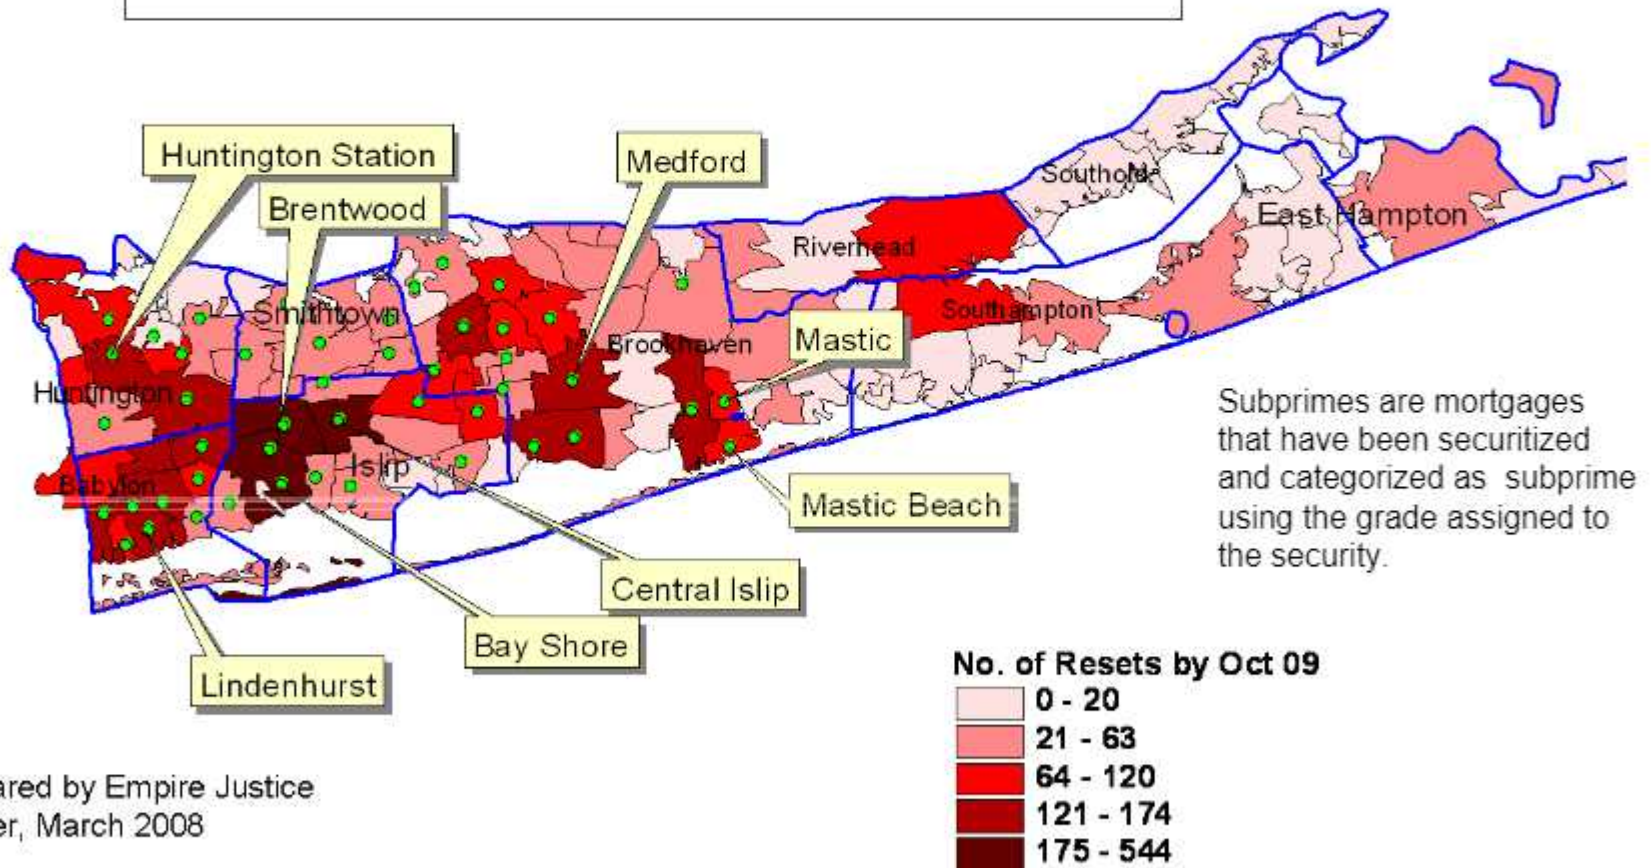 Huntington Station
Medford
Brentwood
Southold
East Hampton
Riverhead
Smithtown
Southampton
Brookhaven
Mastic
Huntington
Islip
Babylon
Mastic Beach
Central Islip
Bay Shore
Lindenhurst
Subprimes are mortgages
that have been securitized
and categorized as subprime
using the grade assigned to
the security.
No. of Resets by Oct 09
0 - 20
21 - 63
64 - 120
121 - 174
175 - 544
ared by Empire Justice
er, March 2008